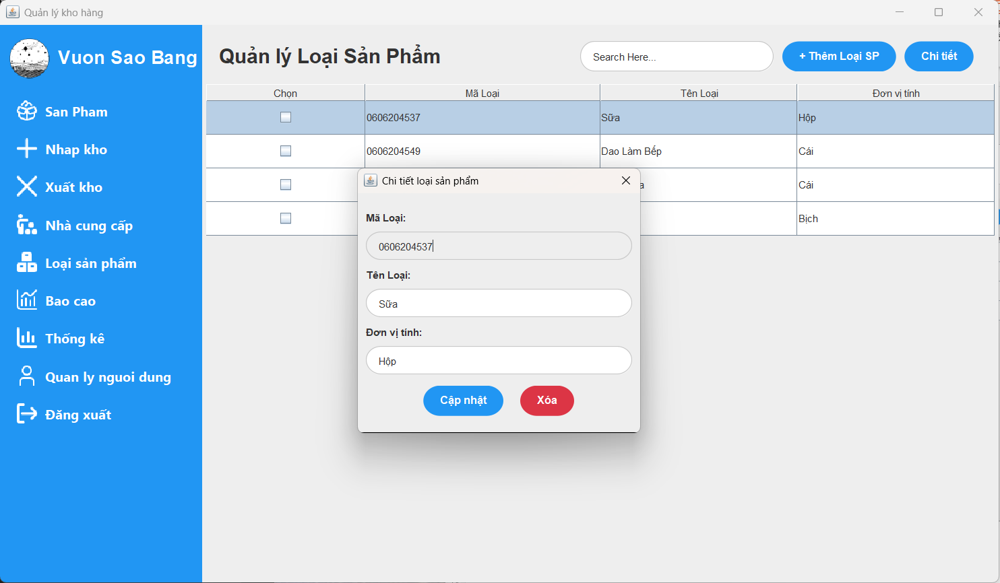 Quản lý kho hàng
Vuon Sao Bang
San Pham
Nhap kho
Xuất kho
Nhà cung cấp
Loại sản phẩm
Bao cao
Thống kê
Quan ly nguoi dung
Đăng xuất
Quản lý Loại Sản Phẩm
Search Here...
+ Thêm Loại SP
Chi tiết
Chọn Mã Loại Tên Loại Đơn vị tính
0606204537 Sữa Hộp
0606204549 Dao Làm Bếp Cái
Cái
Bịch
Chi tiết loại sản phẩm
Mã Loại:
0606204537
Tên Loại:
Sữa
Đơn vị tính:
Hộp
Cập nhật
Xóa